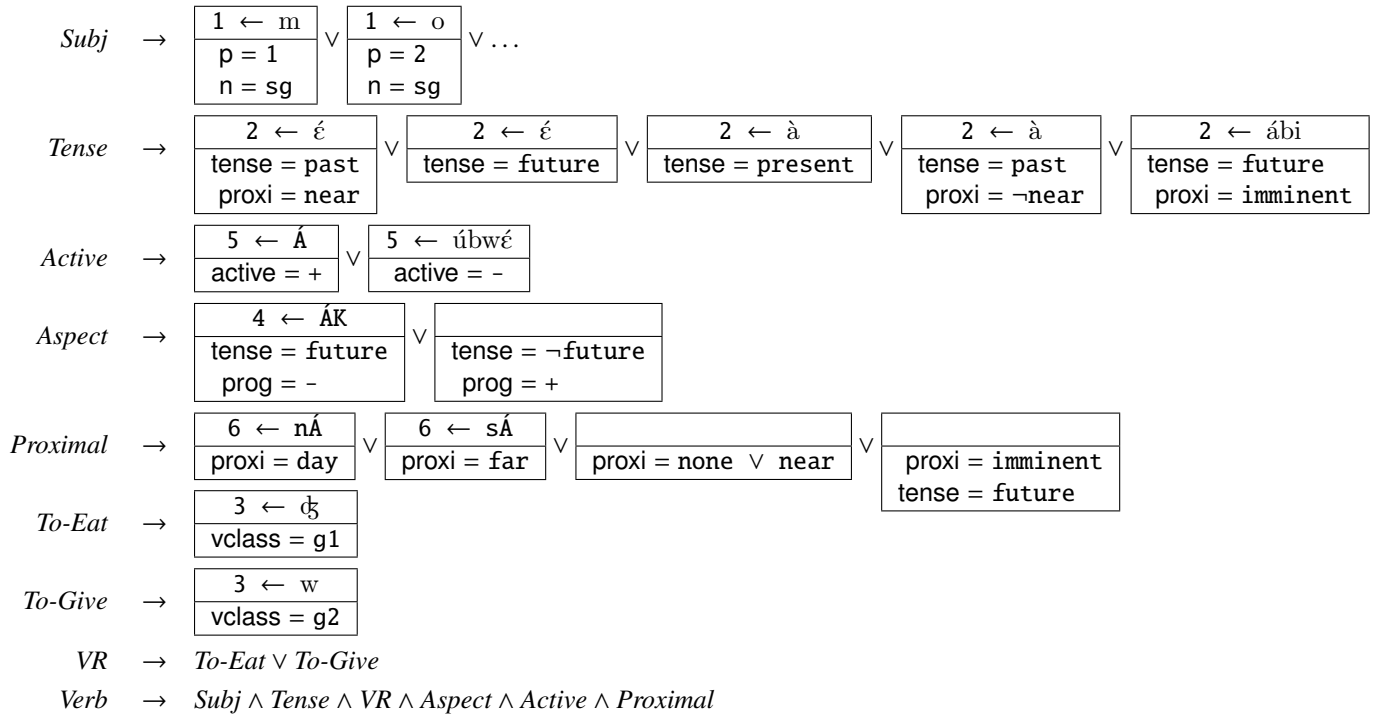 Subj → 1 ← m ∨ 1 ← o ∨ ...
p = 1 p = 2
n = sg n = sg
Tense → 2 ← ɛ́ ∨ 2 ← ɛ́ ∨ 2 ← à ∨ 2 ← à ∨ 2 ← ábi
tense = past tense = future tense = present tense = past tense = future
proxi = near proxi = ¬near proxi = imminent
Active → 5 ← Á ∨ 5 ← úbwɛ́
active = + active = -
Aspect → 4 ← ÁK ∨
tense = future tense = ¬future
prog = - prog = +
Proximal → 6 ← nÁ ∨ 6 ← sÁ ∨ ∨
proxi = day proxi = far proxi = none ∨ near proxi = imminent
tense = future
To-Eat → 3 ← ʤ
vclass = g1
To-Give → 3 ← w
vclass = g2
VR → To-Eat ∨ To-Give
Verb → Subj ∧ Tense ∧ VR ∧ Aspect ∧ Active ∧ Proximal